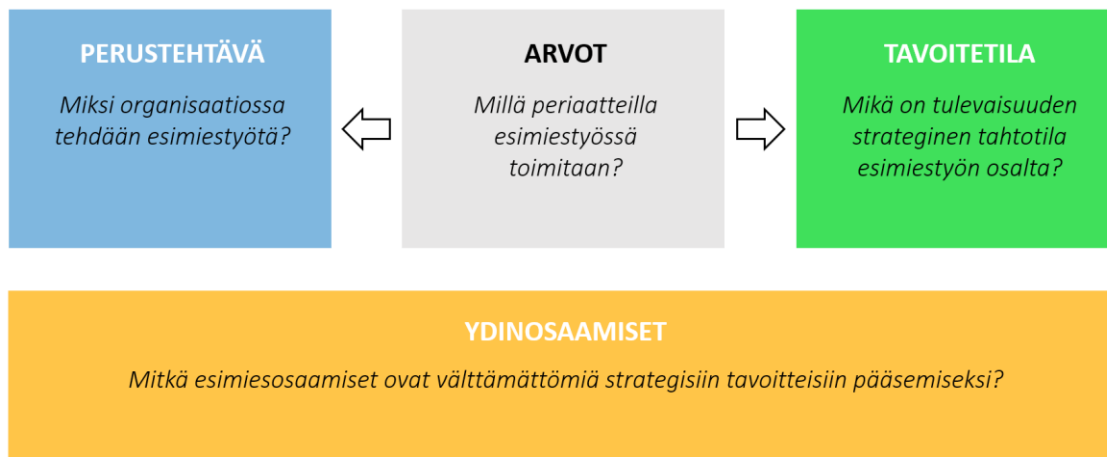 PERUSTEHTÄVÄ
Miksi organisaatiossa
tehdään esimiestyötä?
ARVOT
Millä periaatteilla
esimiestyössä
toimitaan?
TAVOITETILA
Mikä on tulevaisuuden
strateginen tahtotila
esimiestyön osalta?
YDINOSAAMISET
Mitkä esimiesosaamiset ovat välttämättömiä strategisiin tavoitteisiin pääsemiseksi?